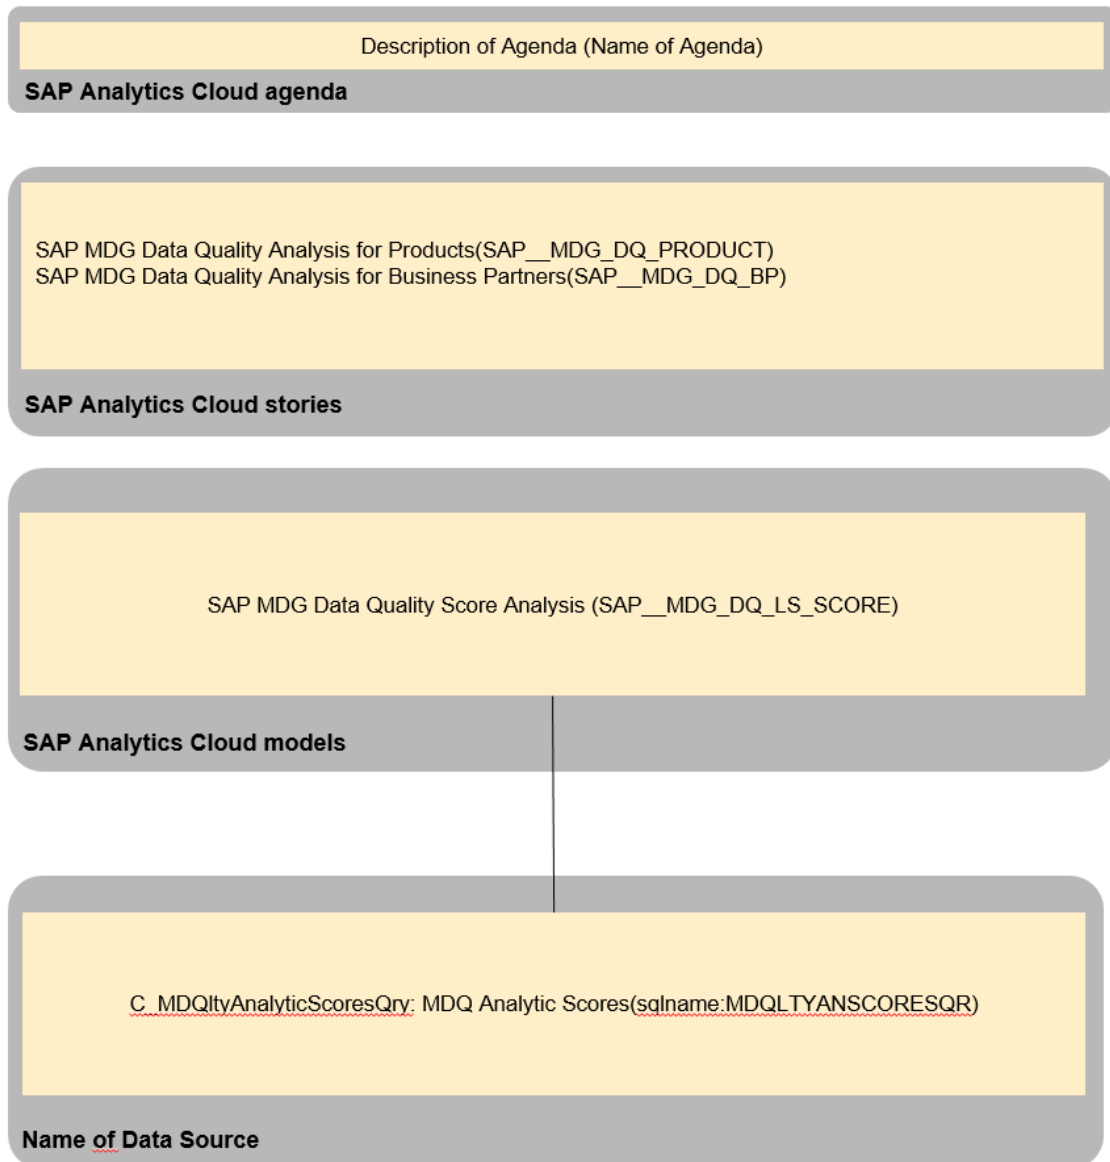 Description of Agenda (Name of Agenda)
SAP Analytics Cloud agenda
SAP MDG Data Quality Analysis for Products(SAP__MDG_DQ_PRODUCT)
SAP MDG Data Quality Analysis for Business Partners(SAP__MDG_DQ_BP)
SAP Analytics Cloud stories
SAP MDG Data Quality Score Analysis (SAP__MDG_DQ_LS_SCORE)
SAP Analytics Cloud models
C_MDQltyAnalyticScoresQry: MDQ Analytic Scores(sqlname:MDQLTYANSCORESQR)
Name of Data Source